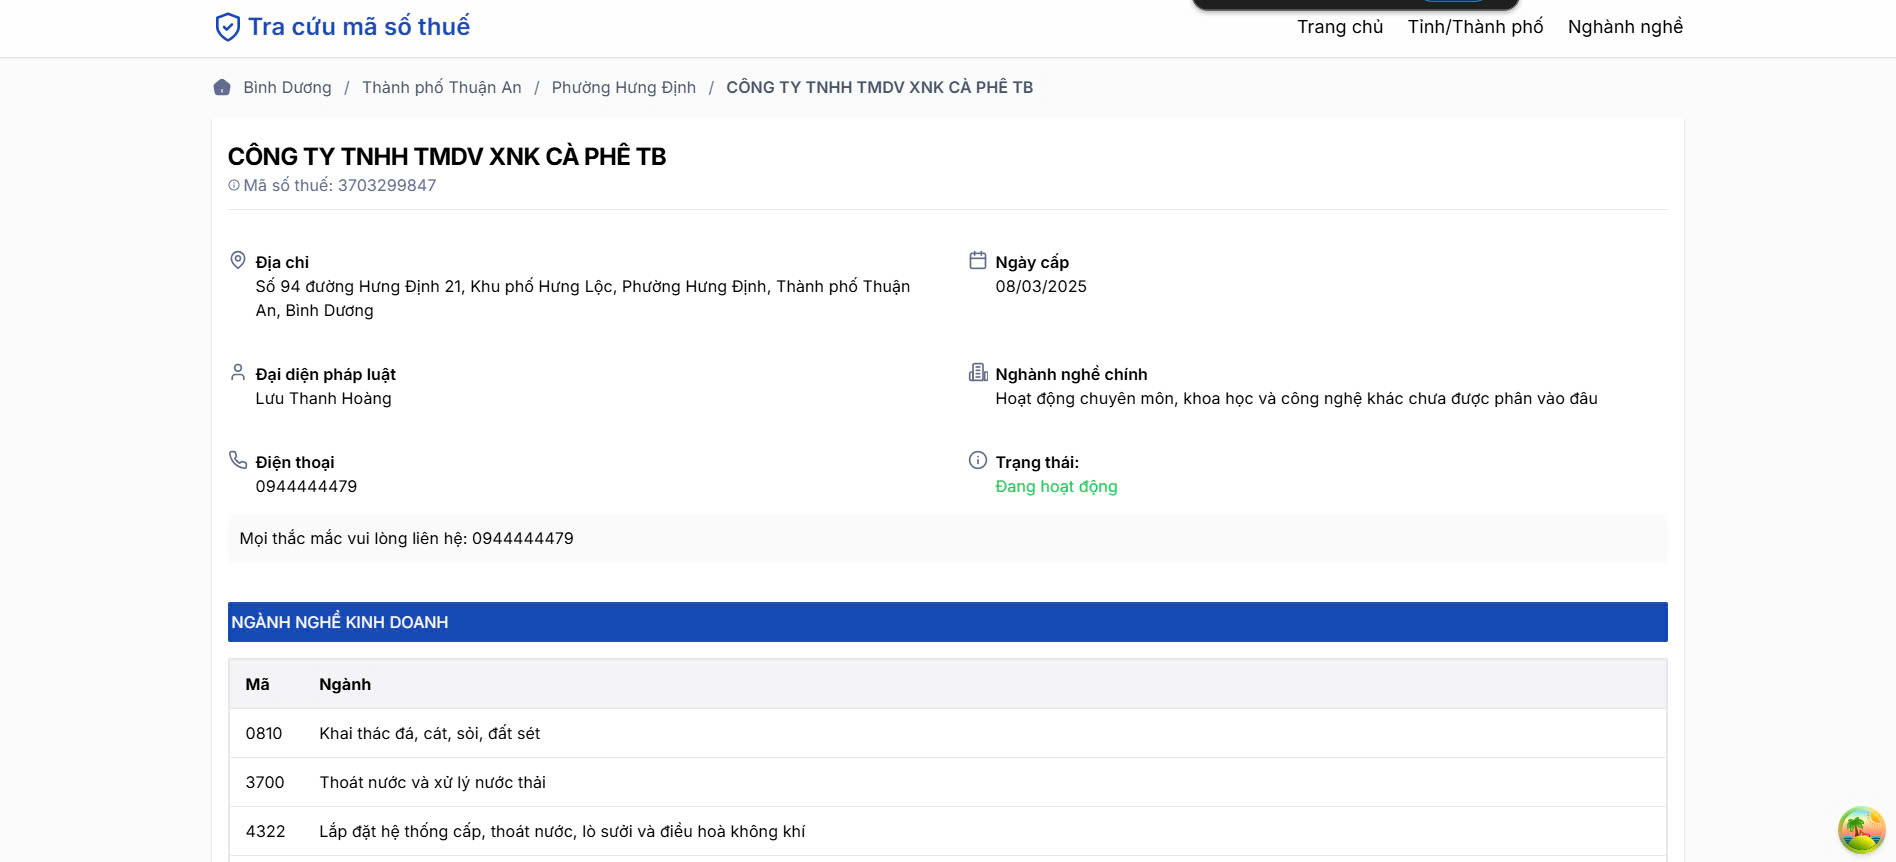 Tra cứu mã số thuế
Trang chủ
Tỉnh/Thành phố
Nghành nghề
Bình Dương / Thành phố Thuận An / Phường Hưng Định / CÔNG TY TNHH TMDV XNK CÀ PHÊ TB
CÔNG TY TNHH TMDV XNK CÀ PHÊ TB
Mã số thuế: 3703299847
Địa chỉ
Số 94 đường Hưng Định 21, Khu phố Hưng Lộc, Phường Hưng Định, Thành phố Thuận
An, Bình Dương
Ngày cấp
08/03/2025
Đại diện pháp luật
Lưu Thanh Hoàng
Nghành nghề chính
Hoạt động chuyên môn, khoa học và công nghệ khác chưa được phân vào đâu
Điện thoại
0944444479
Trạng thái:
Đang hoạt động
Mọi thắc mắc vui lòng liên hệ: 0944444479
NGÀNH NGHỀ KINH DOANH
Mã Ngành
0810 Khai thác đá, cát, sỏi, đất sét
3700 Thoát nước và xử lý nước thải
4322 Lắp đặt hệ thống cấp, thoát nước, lò sưởi và điều hoà không khí